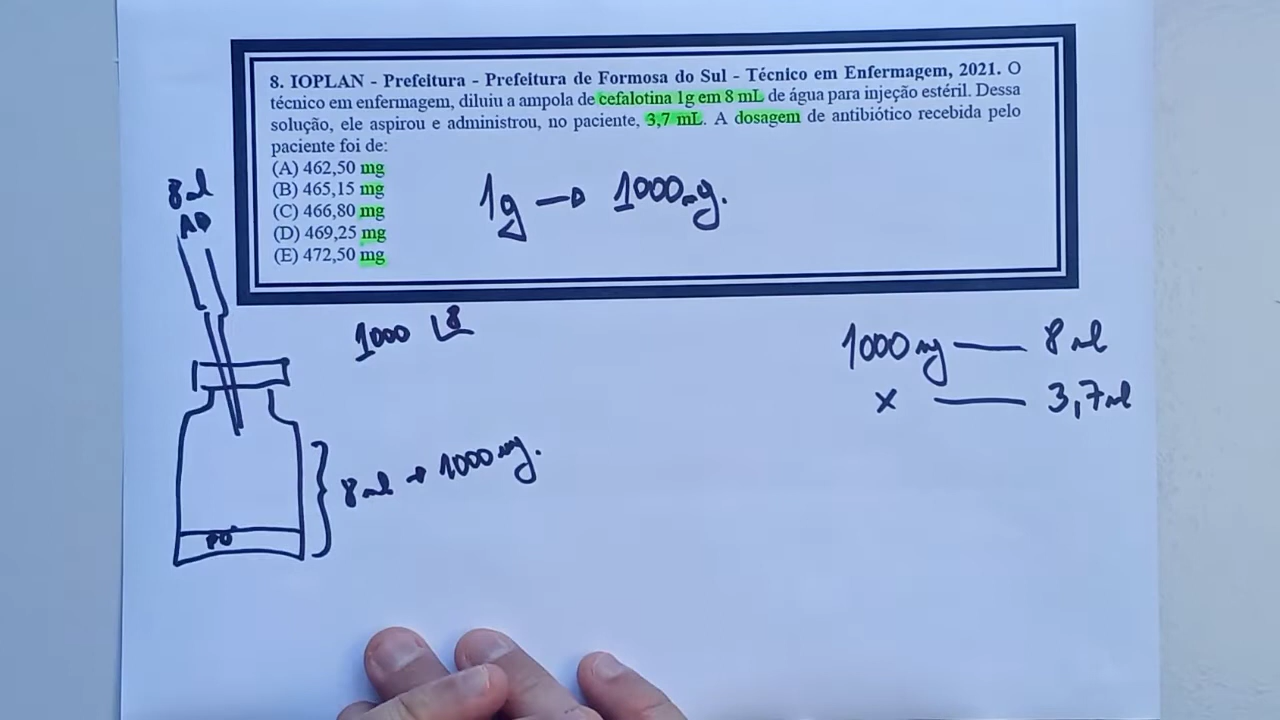 8. IOPLAN - Prefeitura - Prefeitura de Formosa do Sul - Técnico em Enfermagem, 2021. O
técnico em enfermagem, diluiu a ampola de cefalotina 1g em 8 mL de água para injeção estéril. Dessa
solução, ele aspirou e administrou, no paciente, 3,7 mL. A dosagem de antibiótico recebida pelo
paciente foi de:
(A) 462,50 mg
(B) 465,15 mg
(C) 466,80 mg
(D) 469,25 mg
(E) 472,50 mg
1g → 1000mg.
8ml
AD
1000 8
1000mg — 8ml
x — 3,7ml
8ml → 1000mg.
PÓ